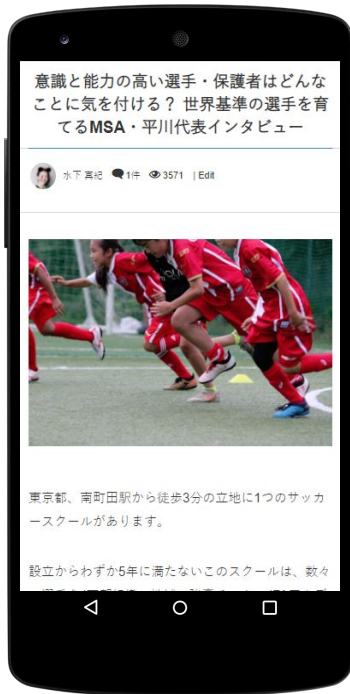 意識と能力の高い選手・保護者はどんな
ことに気を付ける？ 世界基準の選手を育
てるMSA・平川代表インタビュー
水下 真紀 1件 3571 | Edit
東京都、南町田駅から徒歩3分の立地に1つのサッカ
ースクールがあります。
設立からわずか5年に満たないこのスクールは、数々